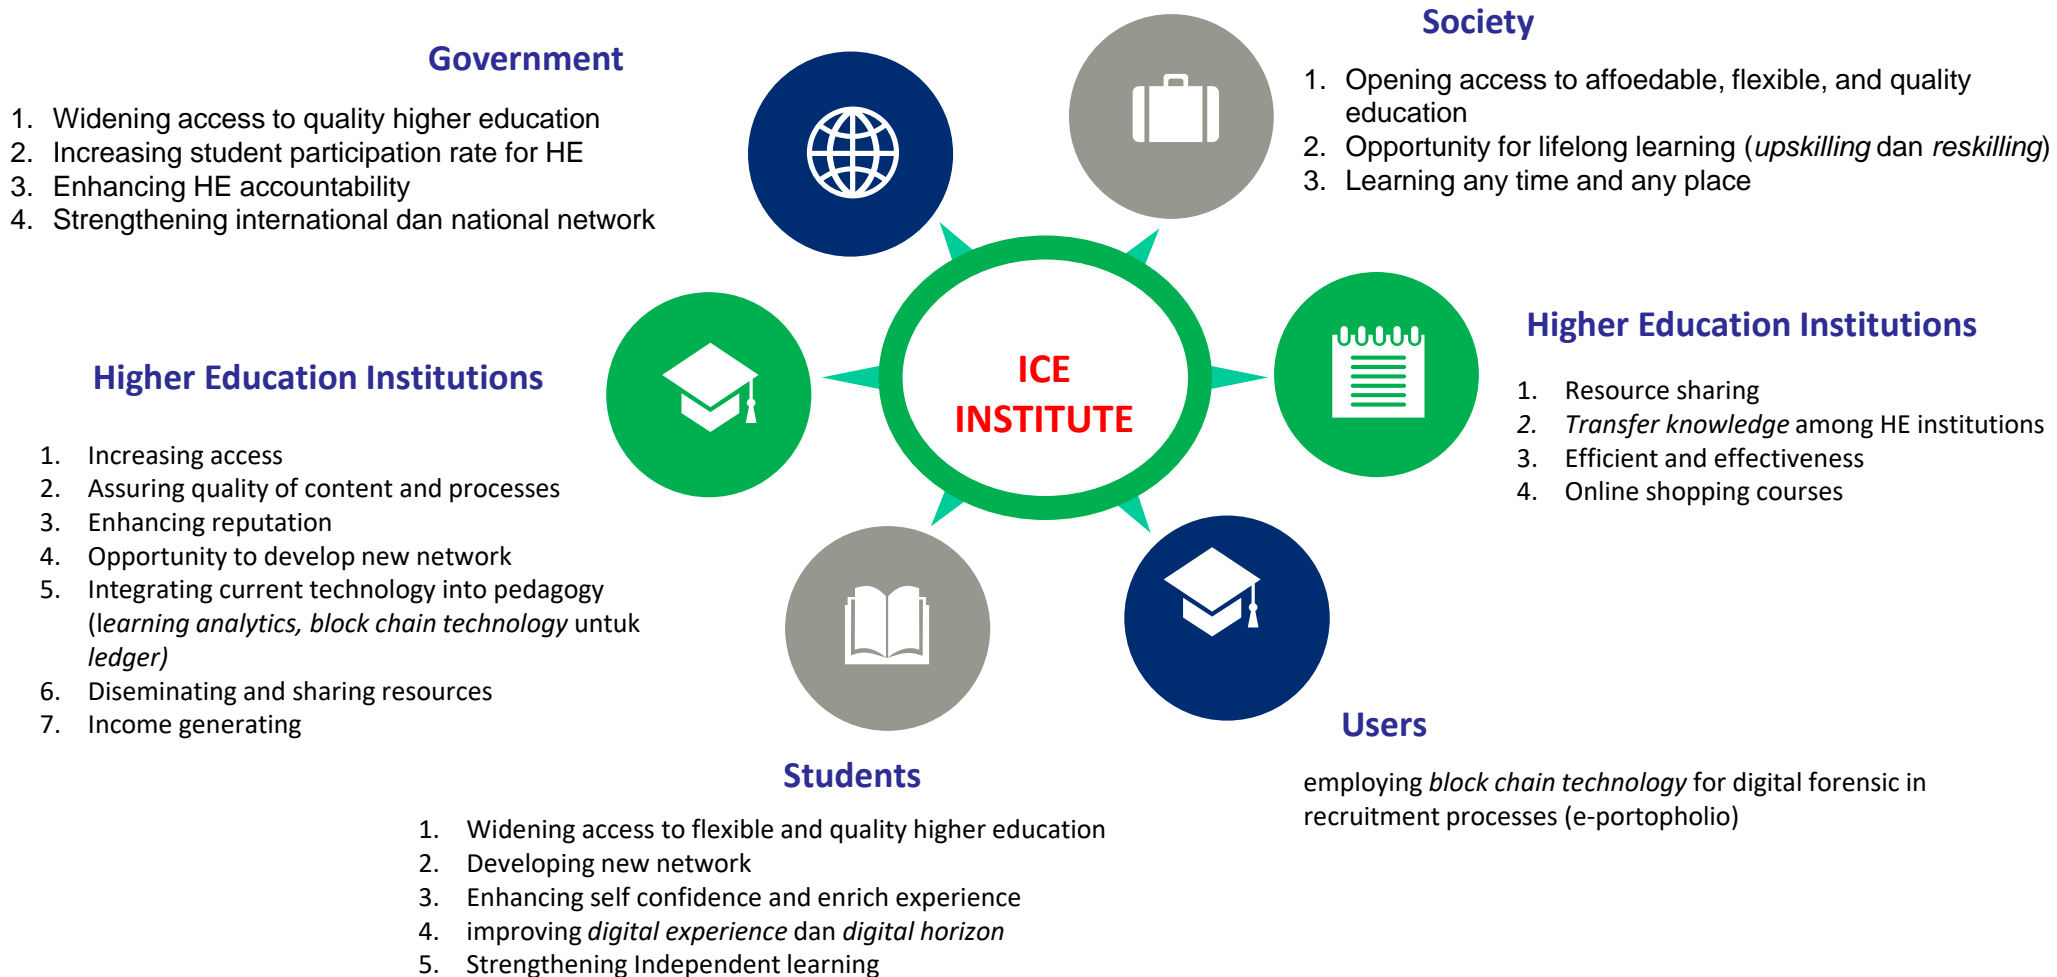 Government
1. Widening access to quality higher education
2. Increasing student participation rate for HE
3. Enhancing HE accountability
4. Strengthening international dan national network
Society
1. Opening access to affoedable, flexible, and quality
education
2. Opportunity for lifelong learning (upskilling dan reskilling)
3. Learning any time and any place
Higher Education Institutions
1. Increasing access
2. Assuring quality of content and processes
3. Enhancing reputation
4. Opportunity to develop new network
5. Integrating current technology into pedagogy
(learning analytics, block chain technology untuk
ledger)
6. Diseminating and sharing resources
7. Income generating
ICE
INSTITUTE
Higher Education Institutions
1. Resource sharing
2. Transfer knowledge among HE institutions
3. Efficient and effectiveness
4. Online shopping courses
Students
1. Widening access to flexible and quality higher education
2. Developing new network
3. Enhancing self confidence and enrich experience
4. improving digital experience dan digital horizon
5. Strengthening Independent learning
Users
employing block chain technology for digital forensic in
recruitment processes (e-portopholio)